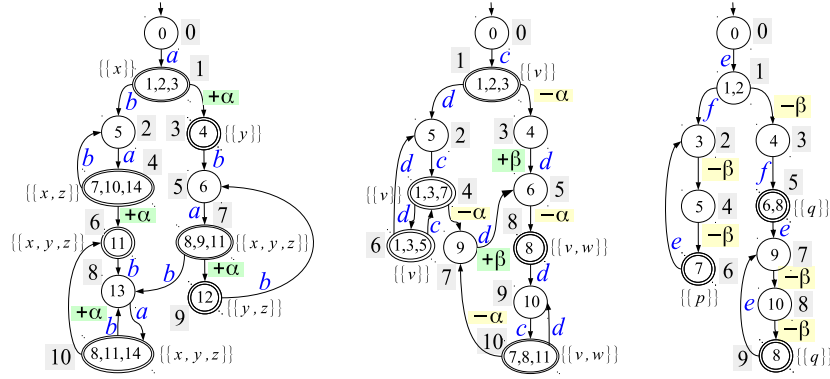 0 0
a
{{x}} 1,2,3 1
b +α
5 2 3 4 {{y}}
b a b
{{x,z}} 7,10,14 4 5 6
+α a
6 7
{{x,y,z}} 11 8,9,11 {{x,y,z}}
8 b b +α b
13 12 {{y,z}}
+α b a 9
10 8,11,14 {{x,y,z}}
0 0
c
1 1,2,3 {{v}}
d −α
5 2 3 4
d c +β d
{{v}} 1,3,7 4 6 5
d c −α d −α
6 1,3,5 9 8 8 {{v,w}}
{{v}} 7 +β d
9 10
−α c d
10 7,8,11 {{v,w}}
0 0
e
1,2 1
f −β
3 2 4 3
−β f
5 4 5 6,8 {{q}}
e −β e
7 6 9 7
{{p}} −β
e 10 8
−β
9 8 {{q}}